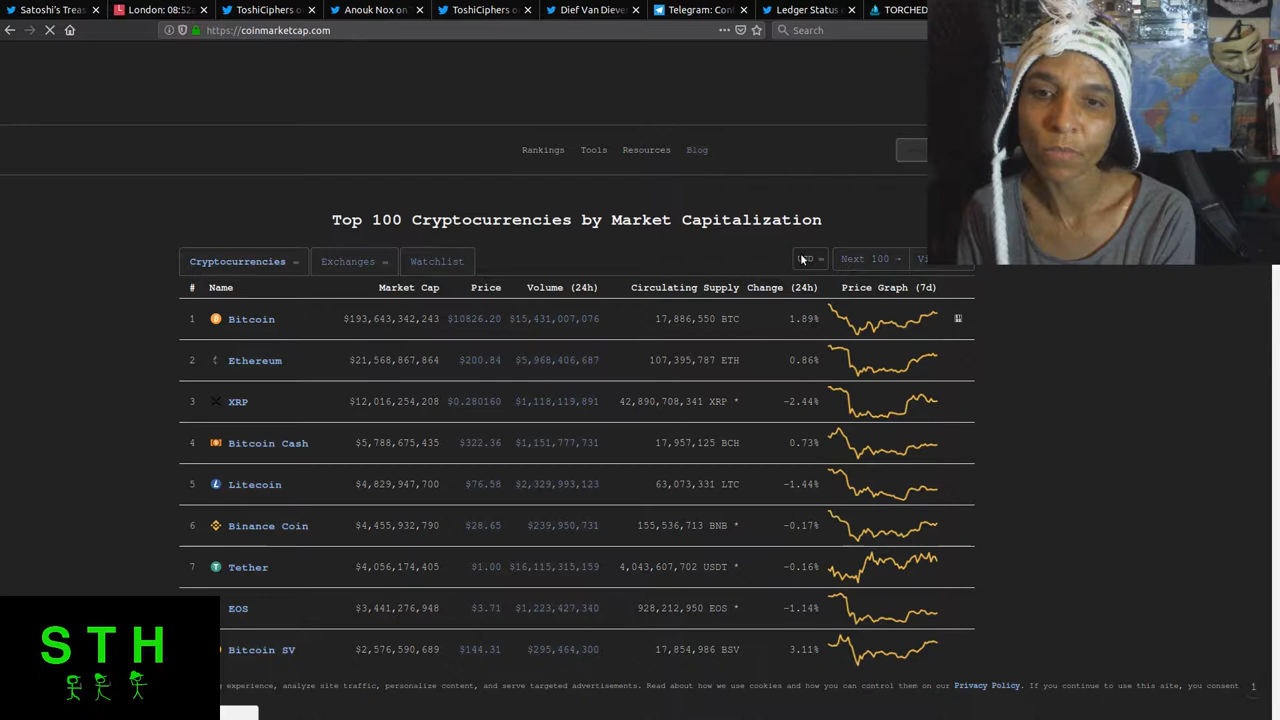 Satoshi's Treas
London: 08:52a
ToshiCiphers o
Anouk Nox on
ToshiCiphers o
Dief Van Dieve
Telegram: Cont
Ledger Status
TORCHED
https://coinmarketcap.com
Search
Rankings Tools Resources Blog
Top 100 Cryptocurrencies by Market Capitalization
Cryptocurrencies Exchanges Watchlist Next 100 →
# Name Market Cap Price Volume (24h) Circulating Supply Change (24h) Price Graph (7d)
1 Bitcoin $193,643,342,243 $10826.20 $15,431,007,076 17,886,550 BTC 1.89%
2 Ethereum $21,568,867,864 $200.84 $5,968,406,687 107,395,787 ETH 0.86%
3 XRP $12,016,254,208 $0.280160 $1,118,119,891 42,890,708,341 XRP * -2.44%
4 Bitcoin Cash $5,788,675,435 $322.36 $1,151,777,731 17,957,125 BCH 0.73%
5 Litecoin $4,829,947,700 $76.58 $2,329,993,123 63,073,331 LTC -1.44%
6 Binance Coin $4,455,932,790 $28.65 $239,950,731 155,536,713 BNB * -0.17%
7 Tether $4,056,174,405 $1.00 $16,115,315,159 4,043,607,702 USDT * -0.16%
EOS $3,441,276,948 $3.71 $1,223,427,340 928,212,950 EOS * -1.14%
Bitcoin SV $2,576,590,689 $144.31 $295,464,300 17,854,986 BSV 3.11%
experience, analyze site traffic, personalize content, and serve targeted advertisements. Read about how we use cookies and how you can control them on our Privacy Policy. If you continue to use this site, you consent
1
STH